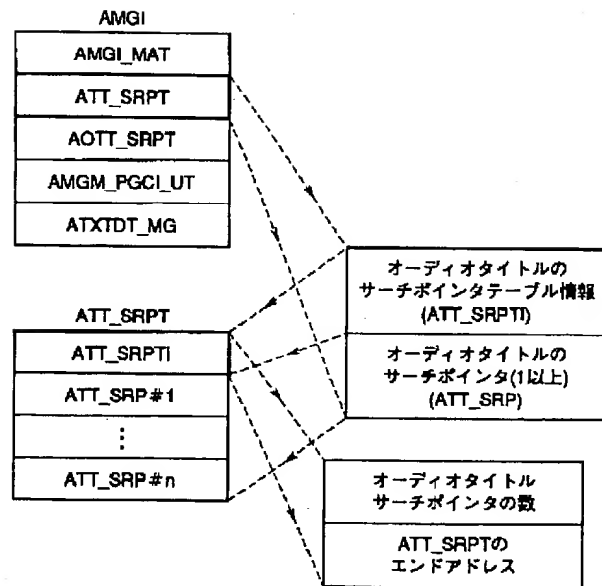 AMGI
AMGI_MAT
ATT_SRPT
AOTT_SRPT
AMGM_PGCI_UT
ATXTDT_MG
オーディオタイトルの
サーチポインタテーブル情報
(ATT_SRPTI)
オーディオタイトルの
サーチポインタ(1以上)
(ATT_SRP)
ATT_SRPT
ATT_SRPTI
ATT_SRP#1
⋮
ATT_SRP#n
オーディオタイトル
サーチポインタの数
ATT_SRPTの
エンドアドレス